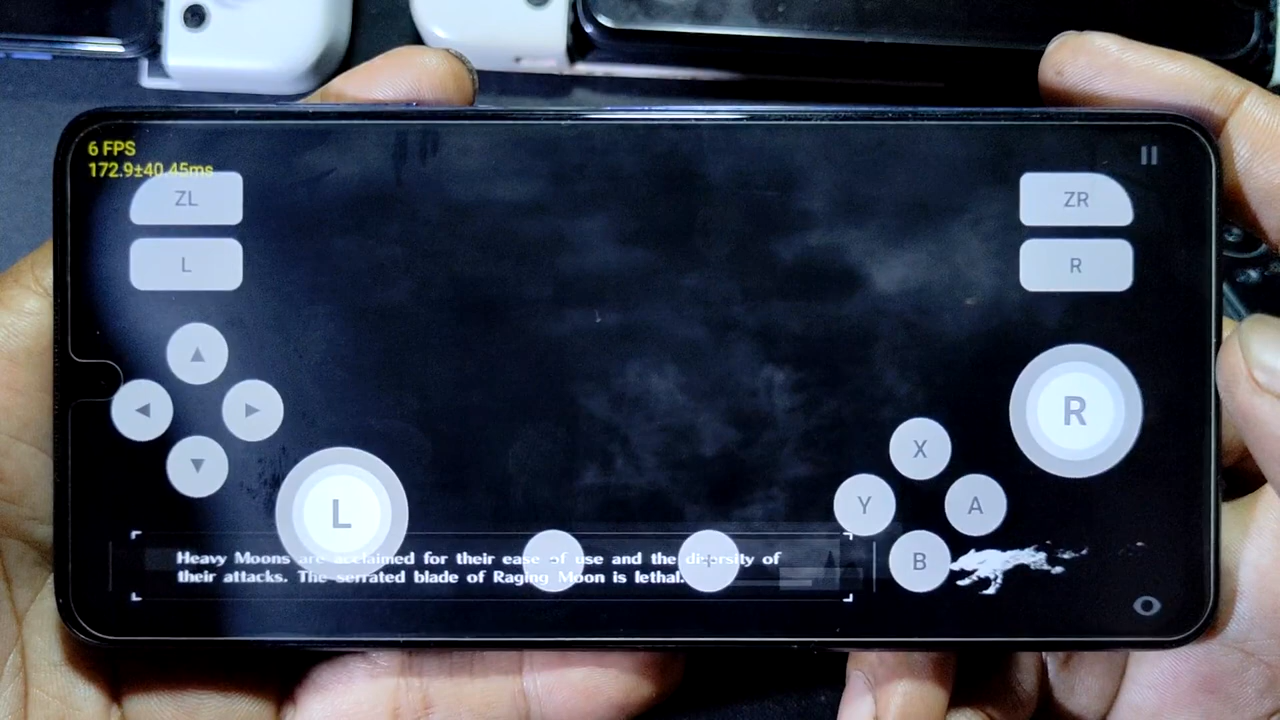 6 FPS
172.9±40.45ms
ZL
ZR
L
R
R
X
L
Y
A
Heavy Moons are acclaimed for their ease of use and the diversity of
their attacks. The serrated blade of Raging Moon is lethal.
- +
B